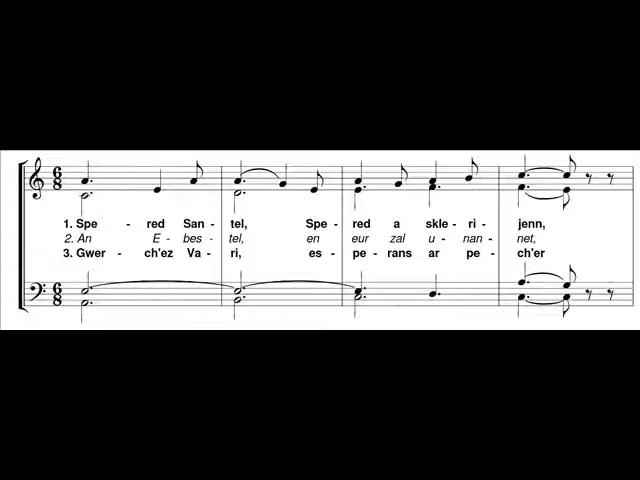 1. Spe - red San - tel, Spe - red a skle - ri - jenn,
2. An E - bes - tel, en eur zal u - nan - net,
3. Gwer - ch'ez Va - ri, es - pe - rans ar pe - ch'er